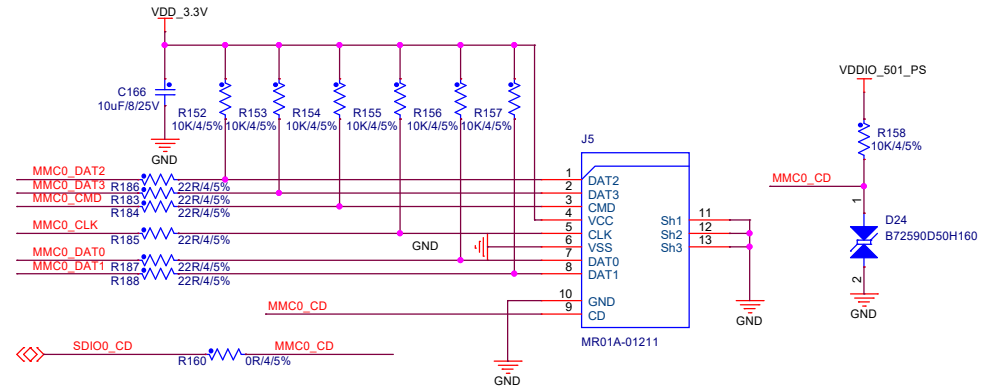 VDD_3.3V
C166
10uF/8/25V
GND
R152
10K/4/5%
R153
10K/4/5%
R154
10K/4/5%
R155
10K/4/5%
R156
10K/4/5%
R157
10K/4/5%
MMC0_DAT2
R186
22R/4/5%
MMC0_DAT3
R183
22R/4/5%
MMC0_CMD
R184
22R/4/5%
MMC0_CLK
R185
22R/4/5%
GND
MMC0_DAT0
R187
22R/4/5%
MMC0_DAT1
R188
22R/4/5%
J5
1 DAT2
2 DAT3
3 CMD
4 VCC
5 CLK
6 VSS
7 DAT0
8 DAT1
10 GND
9 CD
Sh1 11
Sh2 12
Sh3 13
MR01A-01211
GND
MMC0_CD
GND
SDIO0_CD
R160
0R/4/5%
MMC0_CD
VDDIO_501_PS
R158
10K/4/5%
MMC0_CD
1
D24
B72590D50H160
2
GND